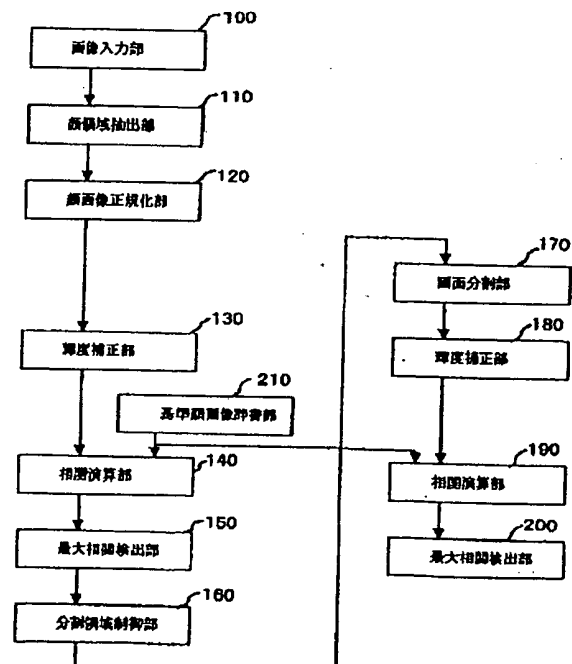 100
画像入力部
110
顔領域抽出部
120
顔画像正規化部
130
輝度補正部
210
基準顔画像辞書部
140
相関演算部
150
最大相関検出部
160
分割領域制御部
170
画面分割部
180
輝度補正部
190
相関演算部
200
最大相関検出部